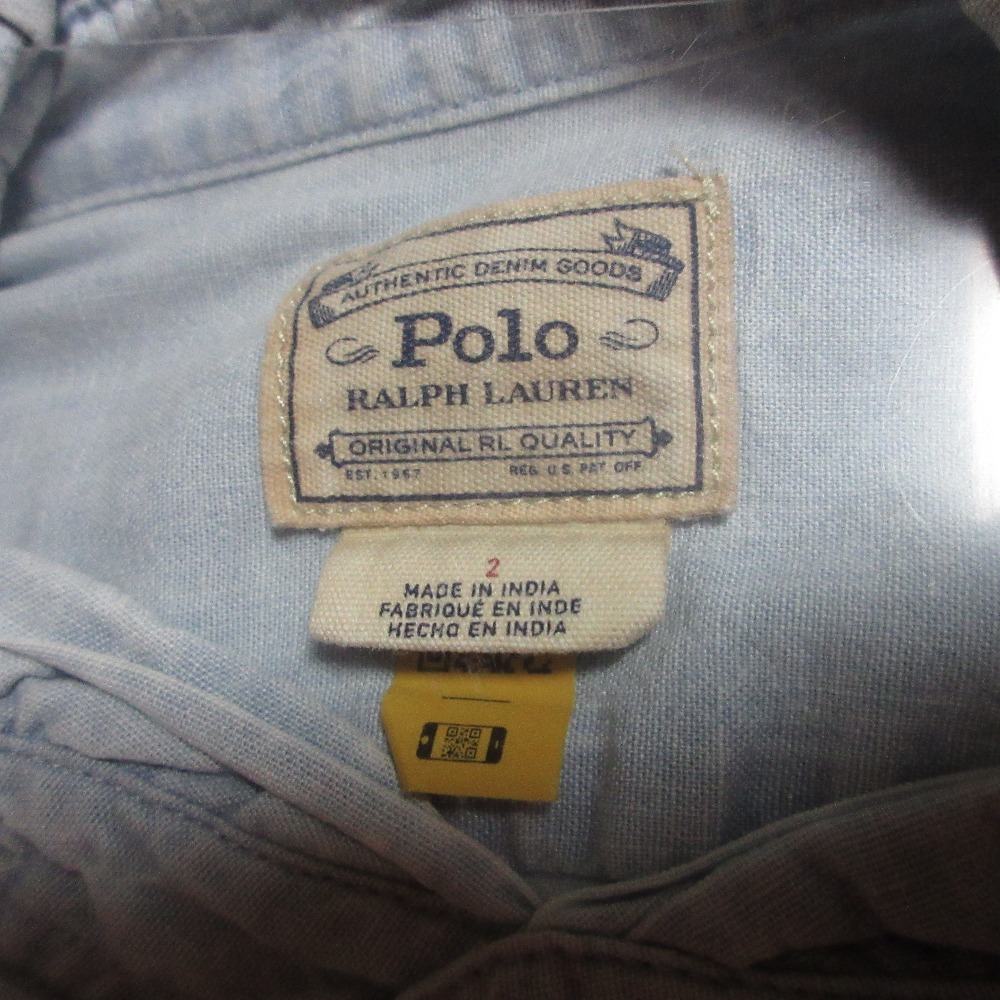 AUTHENTIC DENIM GOODS
Polo
RALPH LAUREN
ORIGINAL RL QUALITY
EST. 1967 REG. U.S. PAT. OFF
2
MADE IN INDIA
FABRIQUÉ EN INDE
HECHO EN INDIA